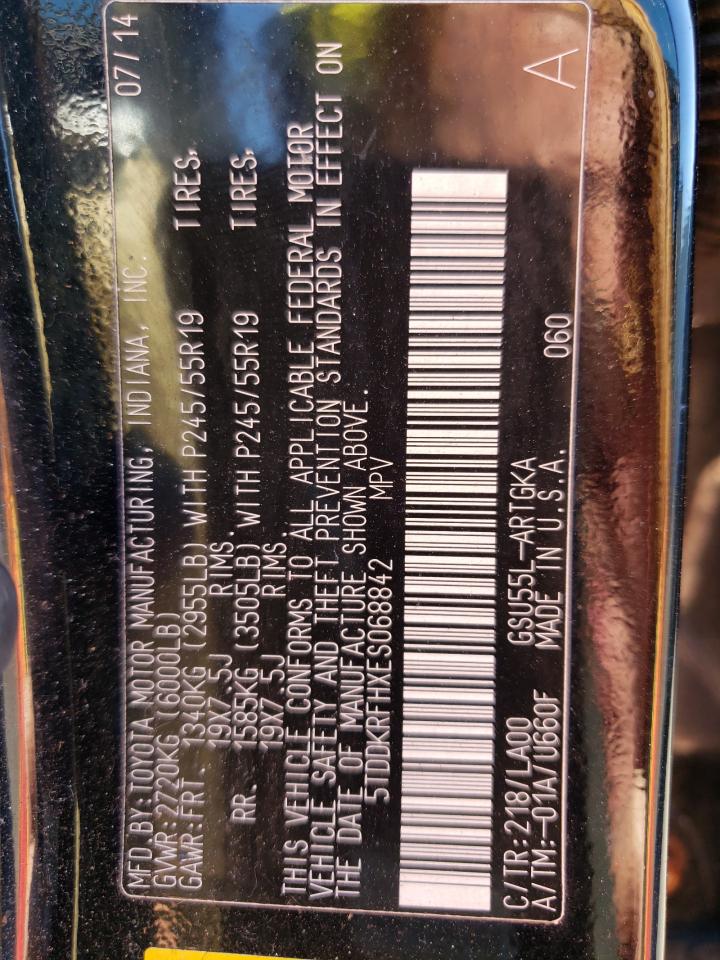 MFD.BY:TOYOTA MOTOR MANUFACTURING, INDIANA, INC. 07/14
GVWR:2720KG (6000LB)
GAWR:FRT. 1340KG (2955LB) WITH P245/55R19 TIRES,
19X7.5J RIMS.
RR. 1585KG (3505LB) WITH P245/55R19 TIRES,
19X7.5J RIMS
THIS VEHICLE CONFORMS TO ALL APPLICABLE FEDERAL MOTOR
VEHICLE SAFETY AND THEFT PREVENTION STANDARDS IN EFFECT ON
THE DATE OF MANUFACTURE SHOWN ABOVE.
5TDDKRFHXES068842 MPV
C/TR:218/LA00 GSU55L-ARTGKA
A/TM:-01A/U660F MADE IN U.S.A. 060 A